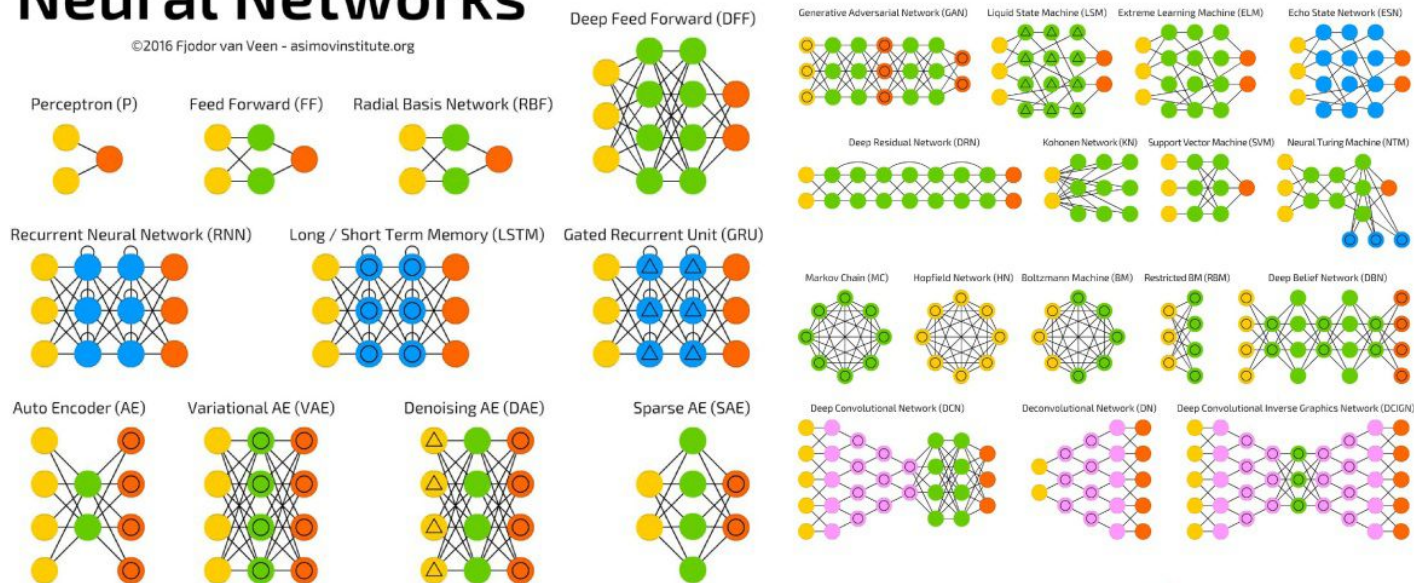 Neural Networks
©2016 Fjodor van Veen - asimovinstitute.org
Deep Feed Forward (DFF)
Perceptron (P)
Feed Forward (FF)
Radial Basis Network (RBF)
Recurrent Neural Network (RNN)
Long / Short Term Memory (LSTM)
Gated Recurrent Unit (GRU)
Auto Encoder (AE)
Variational AE (VAE)
Denoising AE (DAE)
Sparse AE (SAE)
Generative Adversarial Network (GAN)
Liquid State Machine (LSM)
Extreme Learning Machine (ELM)
Echo State Network (ESN)
Deep Residual Network (DRN)
Kohonen Network (KN)
Support Vector Machine (SVM)
Neural Turing Machine (NTM)
Markov Chain (MC)
Hopfield Network (HN)
Boltzmann Machine (BM)
Restricted BM (RBM)
Deep Belief Network (DBN)
Deep Convolutional Network (DCN)
Deconvolutional Network (DN)
Deep Convolutional Inverse Graphics Network (DCIGN)